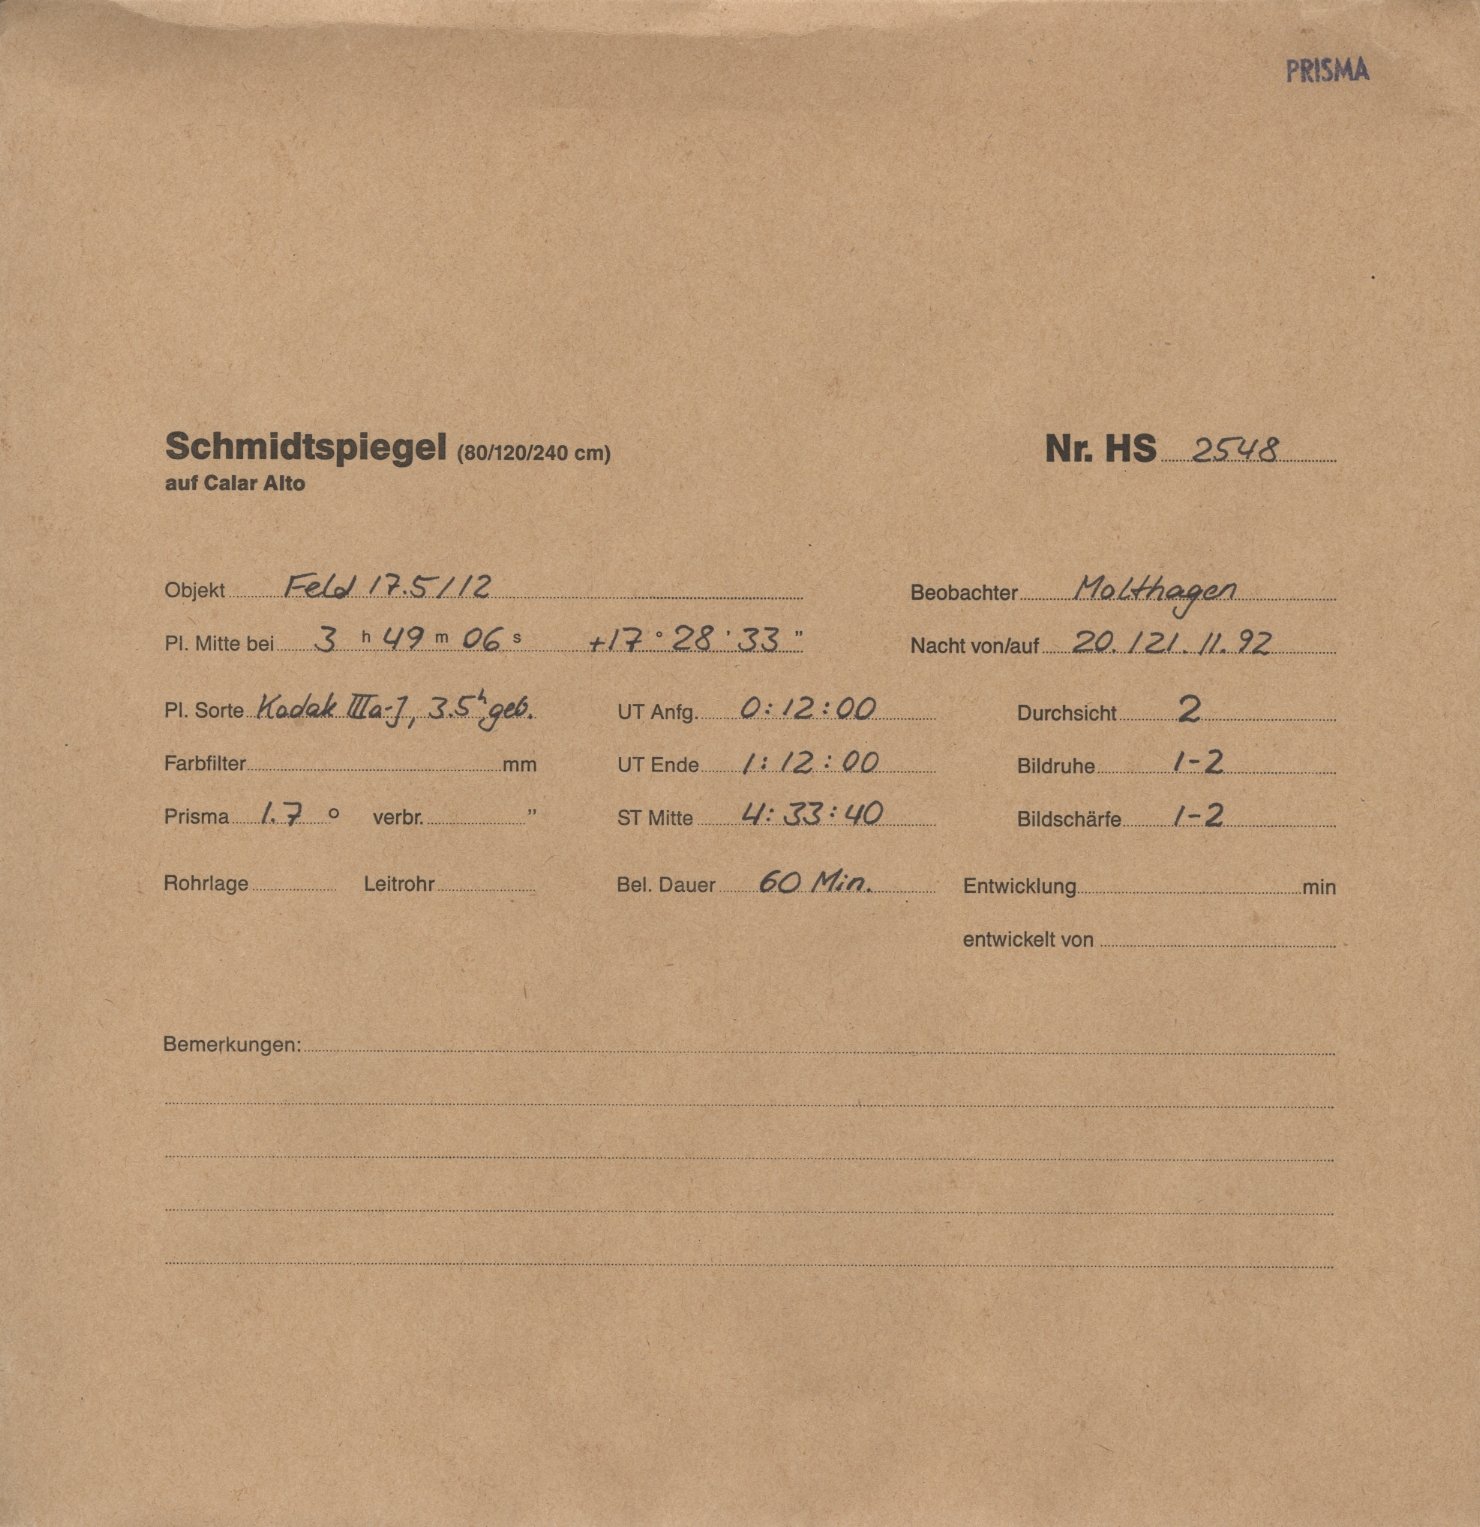 PRISMA
Schmidtspiegel (80/120/240 cm) Nr. HS 2548
auf Calar Alto
Objekt Feld 17.5/12 Beobachter Molthagen
Pl. Mitte bei 3 h 49 m 06 s +17 ° 28 ' 33 " Nacht von/auf 20./21.11.92
Pl. Sorte Kodak IIIa-J, 3.5h geb. UT Anfg. 0:12:00 Durchsicht 2
Farbfilter mm UT Ende 1:12:00 Bildruhe 1-2
Prisma 1.7 ° verbr. " ST Mitte 4:33:40 Bildschärfe 1-2
Rohrlage Leitrohr Bel. Dauer 60 Min. Entwicklung min
entwickelt von
Bemerkungen: